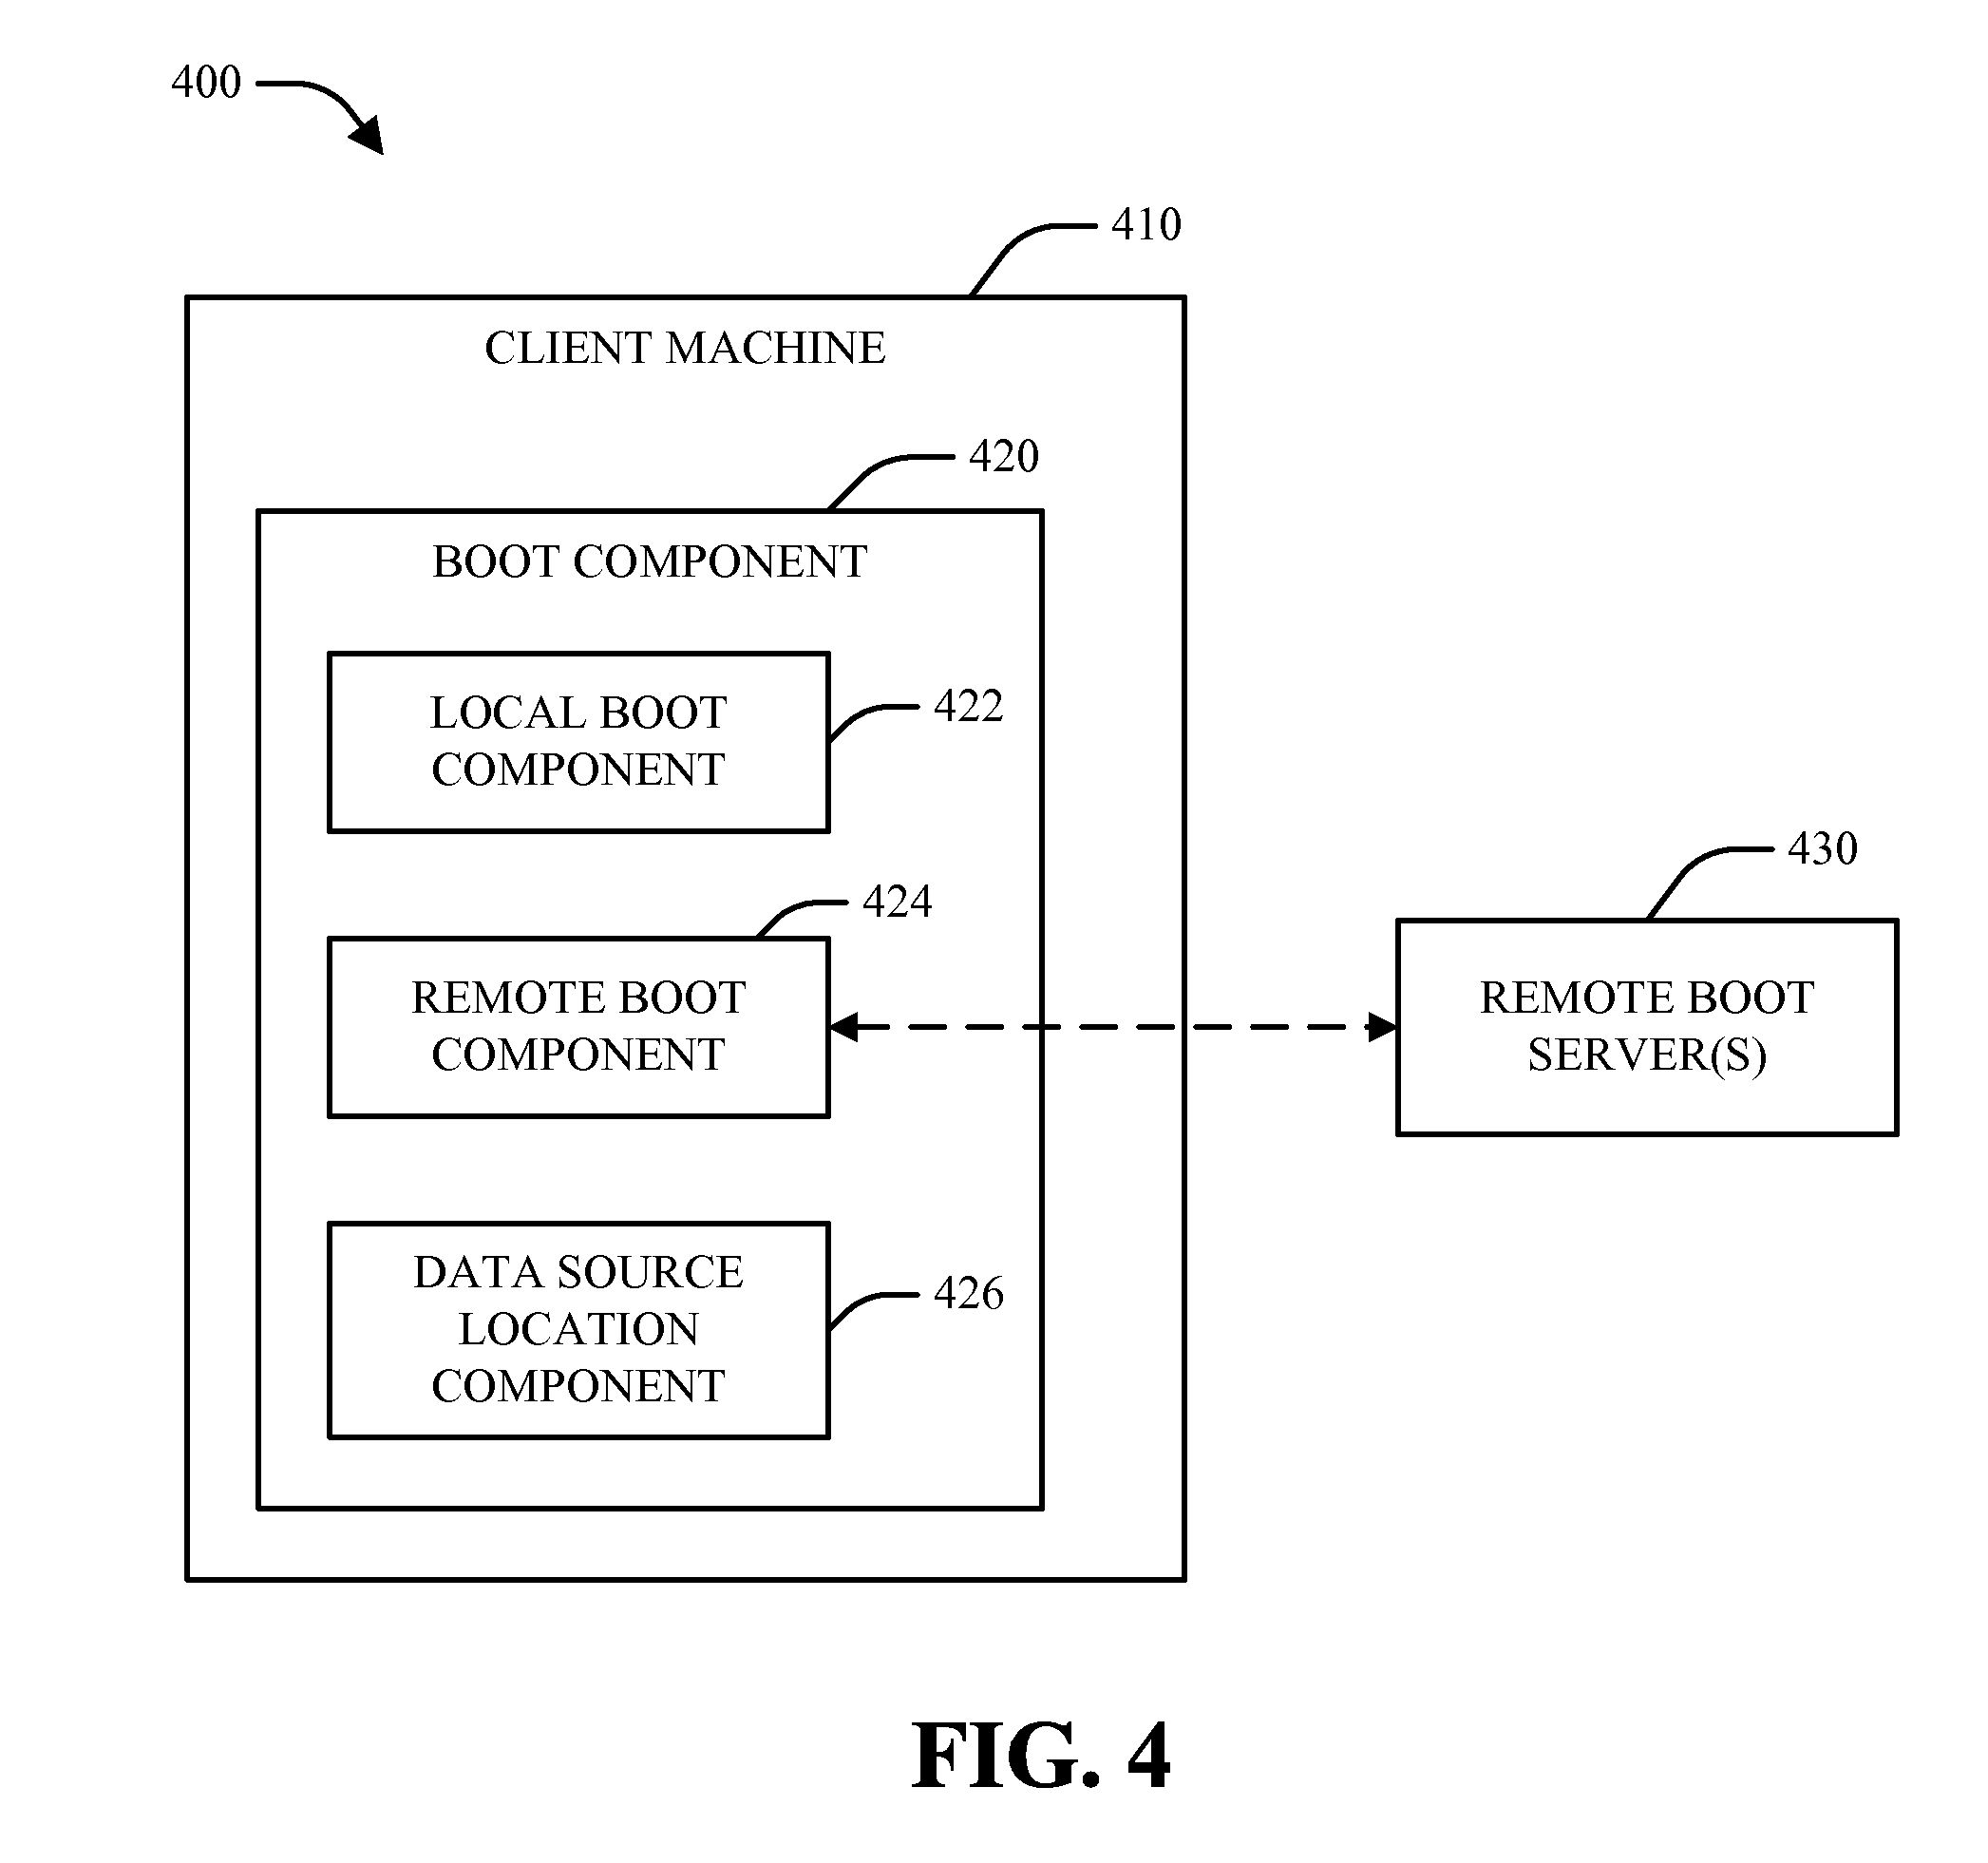 400
410
CLIENT MACHINE
420
BOOT COMPONENT
LOCAL BOOT
COMPONENT
422
424
REMOTE BOOT
COMPONENT
430
REMOTE BOOT
SERVER(S)
DATA SOURCE
LOCATION
COMPONENT
426
FIG. 4